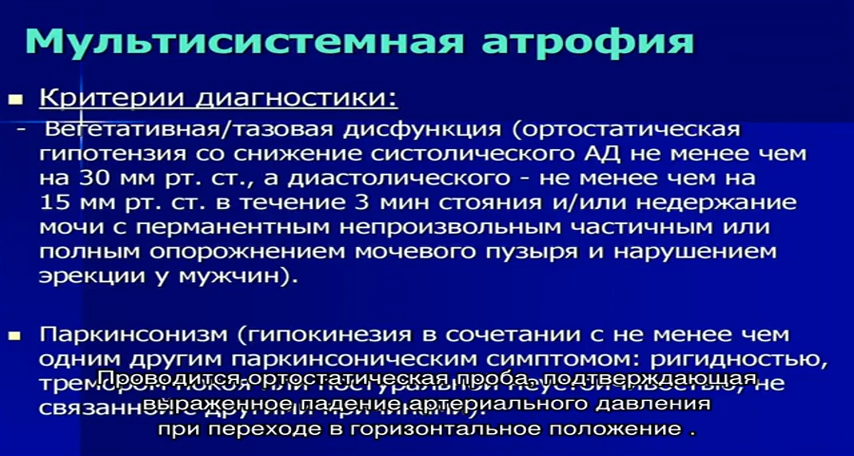 Мультисистемная атрофия
Критерии диагностики:
- Вегетативная/тазовая дисфункция (ортостатическая
гипотензия со снижение систолического АД не менее чем
на 30 мм рт. ст., а диастолического - не менее чем на
15 мм рт. ст. в течение 3 мин стояния и/или недержание
мочи с перманентным непроизвольным частичным или
полным опорожнением мочевого пузыря и нарушением
эрекции у мужчин).
Паркинсонизм (гипокинезия в сочетании с не менее чем
одним другим паркинсоническим симптомом: ригидностью,
не
Проводится ортостатическая проба, подтверждающая
выраженное падение артериального давления
при переходе в горизонтальное положение .